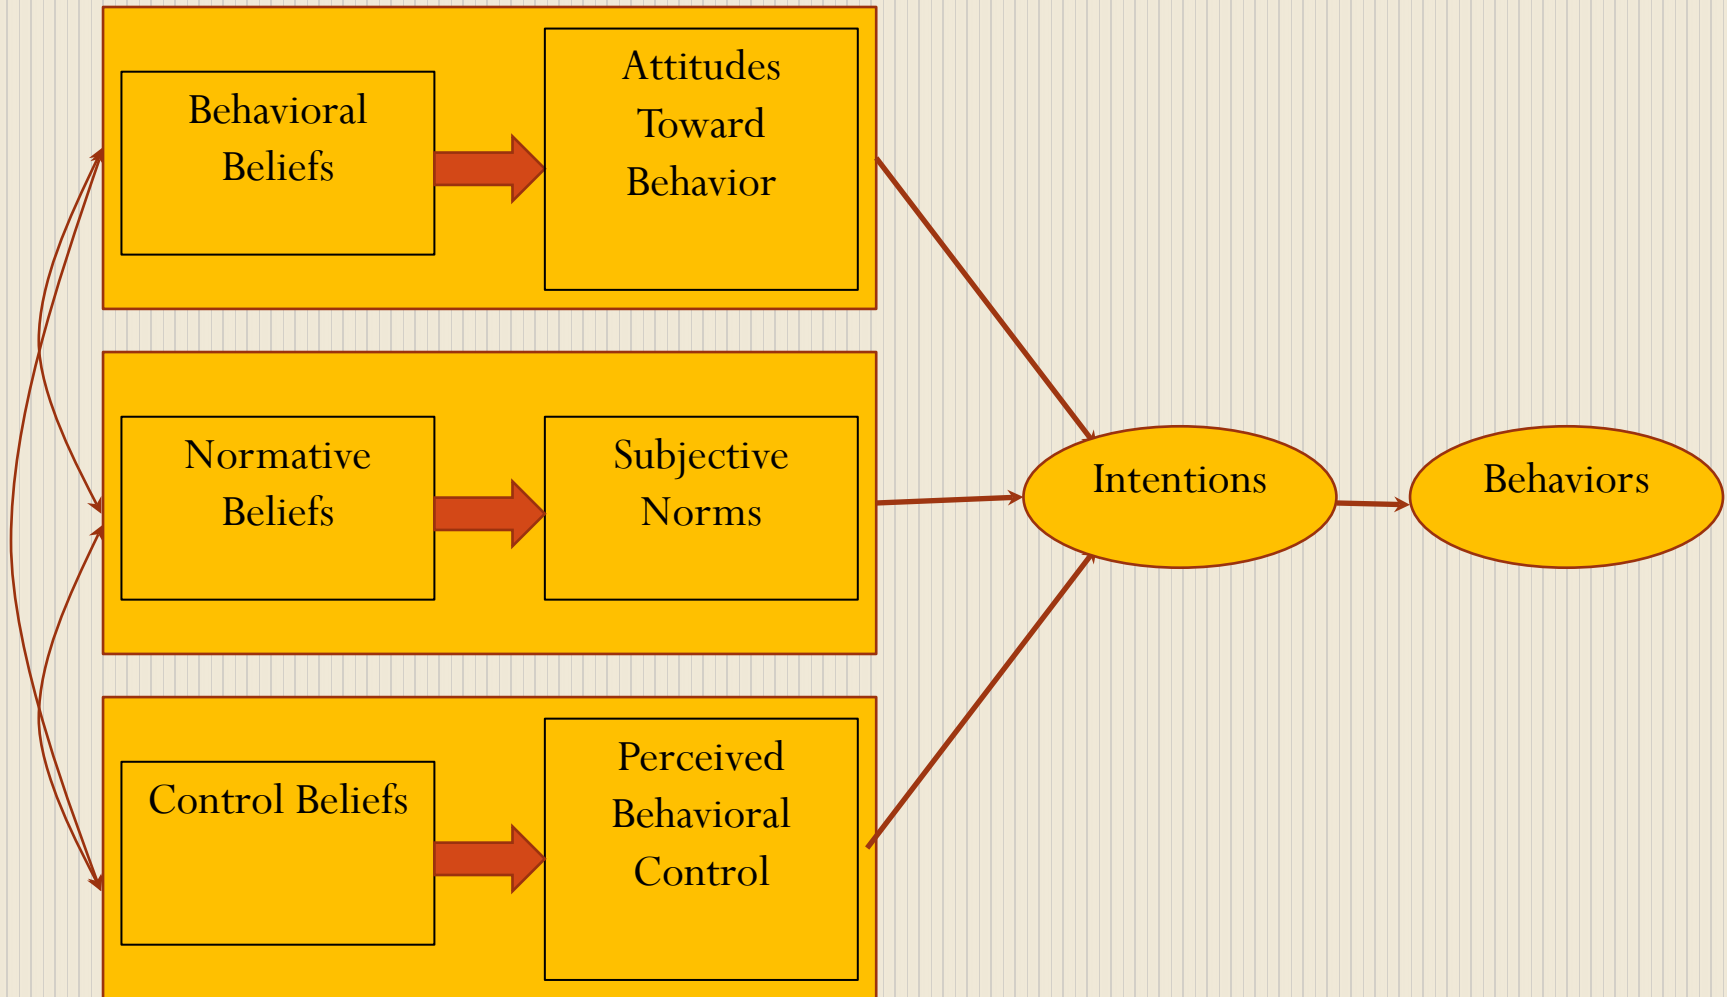 Behavioral
Beliefs
Attitudes
Toward
Behavior
Normative
Beliefs
Subjective
Norms
Control Beliefs
Perceived
Behavioral
Control
Intentions
Behaviors